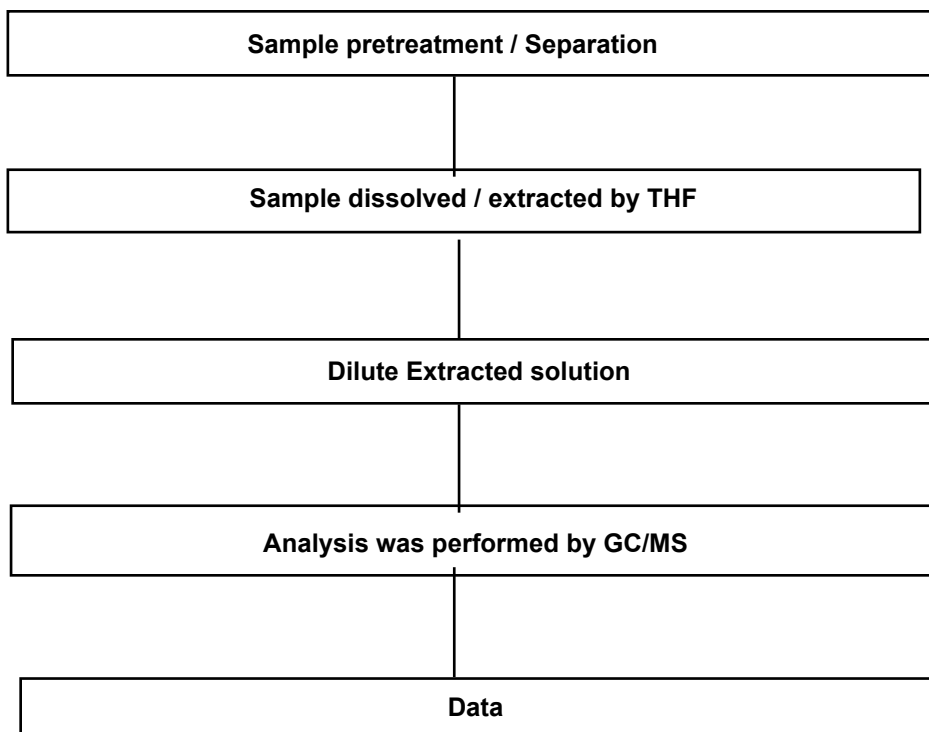 Sample pretreatment / Separation
Sample dissolved / extracted by THF
Dilute Extracted solution
Analysis was performed by GC/MS
Data